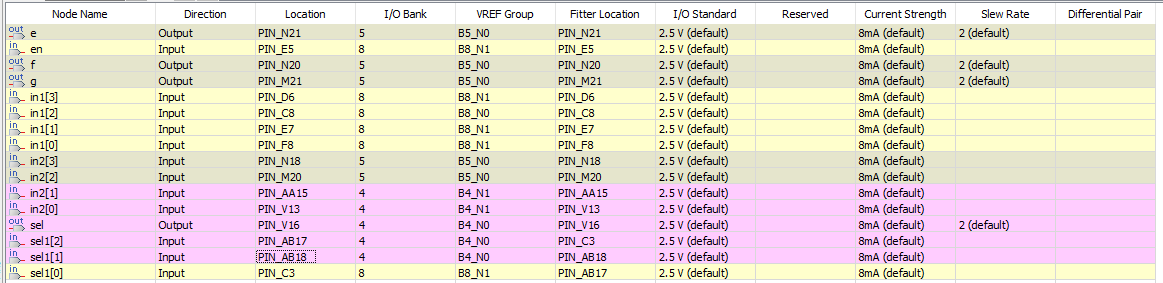 Node Name Direction Location I/O Bank VREF Group Fitter Location I/O Standard Reserved Current Strength Slew Rate Differential Pair
out e Output PIN_N21 5 B5_N0 PIN_N21 2.5 V (default) 8mA (default) 2 (default)
in en Input PIN_E5 8 B8_N1 PIN_E5 2.5 V (default) 8mA (default)
out f Output PIN_N20 5 B5_N0 PIN_N20 2.5 V (default) 8mA (default) 2 (default)
out g Output PIN_M21 5 B5_N0 PIN_M21 2.5 V (default) 8mA (default) 2 (default)
in in1[3] Input PIN_D6 8 B8_N1 PIN_D6 2.5 V (default) 8mA (default)
in in1[2] Input PIN_C8 8 B8_N1 PIN_C8 2.5 V (default) 8mA (default)
in in1[1] Input PIN_E7 8 B8_N1 PIN_E7 2.5 V (default) 8mA (default)
in in1[0] Input PIN_F8 8 B8_N1 PIN_F8 2.5 V (default) 8mA (default)
in in2[3] Input PIN_N18 5 B5_N0 PIN_N18 2.5 V (default) 8mA (default)
in in2[2] Input PIN_M20 5 B5_N0 PIN_M20 2.5 V (default) 8mA (default)
in in2[1] Input PIN_AA15 4 B4_N1 PIN_AA15 2.5 V (default) 8mA (default)
in in2[0] Input PIN_V13 4 B4_N1 PIN_V13 2.5 V (default) 8mA (default)
out sel Output PIN_V16 4 B4_N0 PIN_V16 2.5 V (default) 8mA (default) 2 (default)
in sel1[2] Input PIN_AB17 4 B4_N0 PIN_C3 2.5 V (default) 8mA (default)
in sel1[1] Input PIN_AB18 4 B4_N0 PIN_AB18 2.5 V (default) 8mA (default)
in sel1[0] Input PIN_C3 8 B8_N1 PIN_AB17 2.5 V (default) 8mA (default)